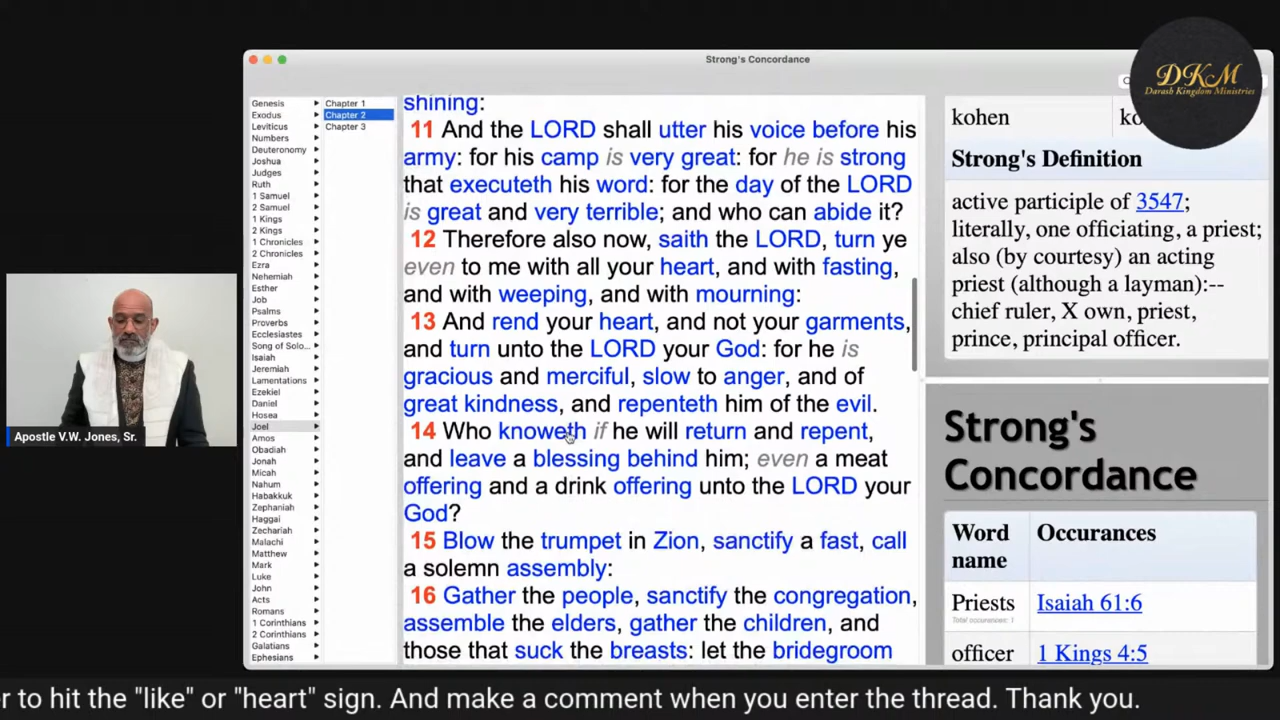 Strong's Concordance
DKM
Darash Kingdom Ministries
Genesis
Exodus
Leviticus
Numbers
Deuteronomy
Joshua
Judges
Ruth
1 Samuel
2 Samuel
1 Kings
2 Kings
1 Chronicles
2 Chronicles
Ezra
Nehemiah
Esther
Job
Psalms
Proverbs
Ecclesiastes
Song of Solo...
Isaiah
Jeremiah
Lamentations
Ezekiel
Daniel
Hosea
Joel
Amos
Obadiah
Jonah
Micah
Nahum
Habakkuk
Zephaniah
Haggai
Zechariah
Malachi
Matthew
Mark
Luke
John
Acts
Romans
1 Corinthians
2 Corinthians
Galatians
Ephesians
Chapter 1
Chapter 2
Chapter 3
shining:
11 And the LORD shall utter his voice before his
army: for his camp is very great: for he is strong
that executeth his word: for the day of the LORD
is great and very terrible; and who can abide it?
12 Therefore also now, saith the LORD, turn ye
even to me with all your heart, and with fasting,
and with weeping, and with mourning:
13 And rend your heart, and not your garments,
and turn unto the LORD your God: for he is
gracious and merciful, slow to anger, and of
great kindness, and repenteth him of the evil.
14 Who knoweth if he will return and repent,
and leave a blessing behind him; even a meat
offering and a drink offering unto the LORD your
God?
15 Blow the trumpet in Zion, sanctify a fast, call
a solemn assembly:
16 Gather the people, sanctify the congregation,
assemble the elders, gather the children, and
those that suck the breasts: let the bridegroom
kohen
Strong's Definition
active participle of 3547;
literally, one officiating, a priest;
also (by courtesy) an acting
priest (although a layman):--
chief ruler, X own, priest,
prince, principal officer.
Strong's
Concordance
Word name
Occurances
Priests
Total occurences: 1
Isaiah 61:6
officer
1 Kings 4:5
Apostle V.W. Jones, Sr.
to hit the "like" or "heart" sign. And make a comment when you enter the thread. Thank you.